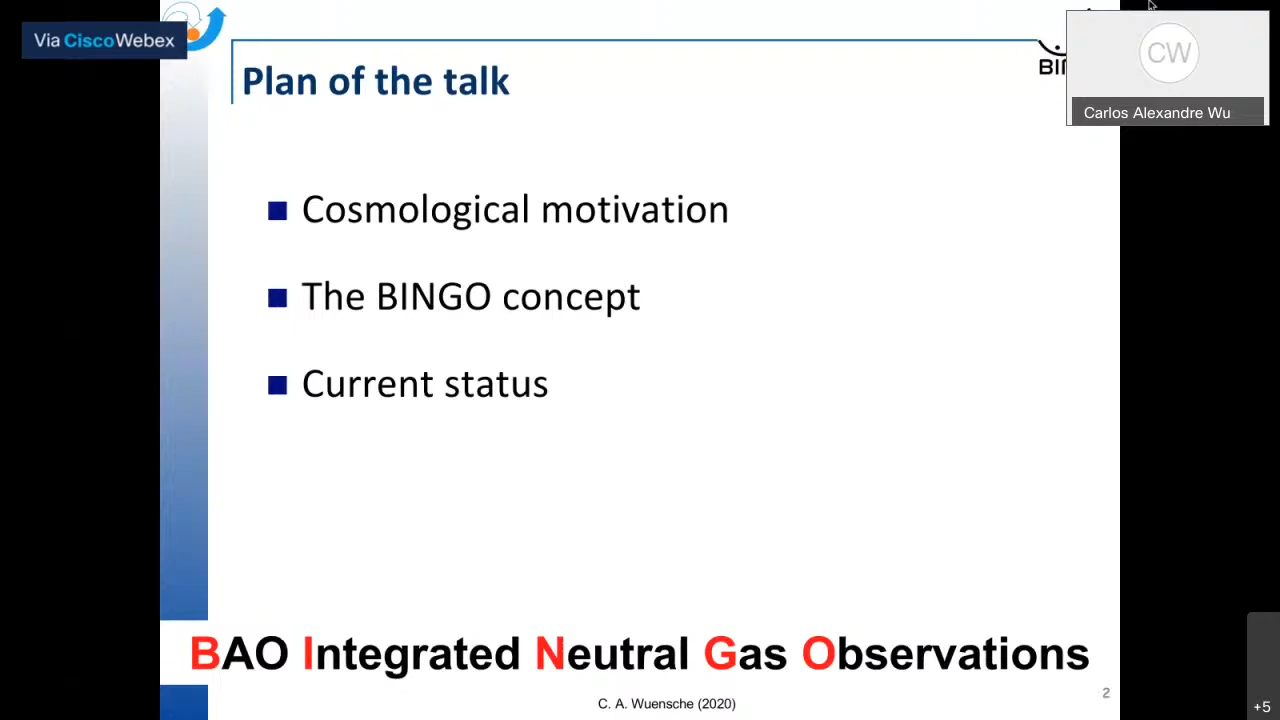 Via CiscoWebex
Plan of the talk
CW
Carlos Alexandre Wu
Cosmological motivation
The BINGO concept
Current status
BAO Integrated Neutral Gas Observations
C. A. Wuensche (2020)
2
+5